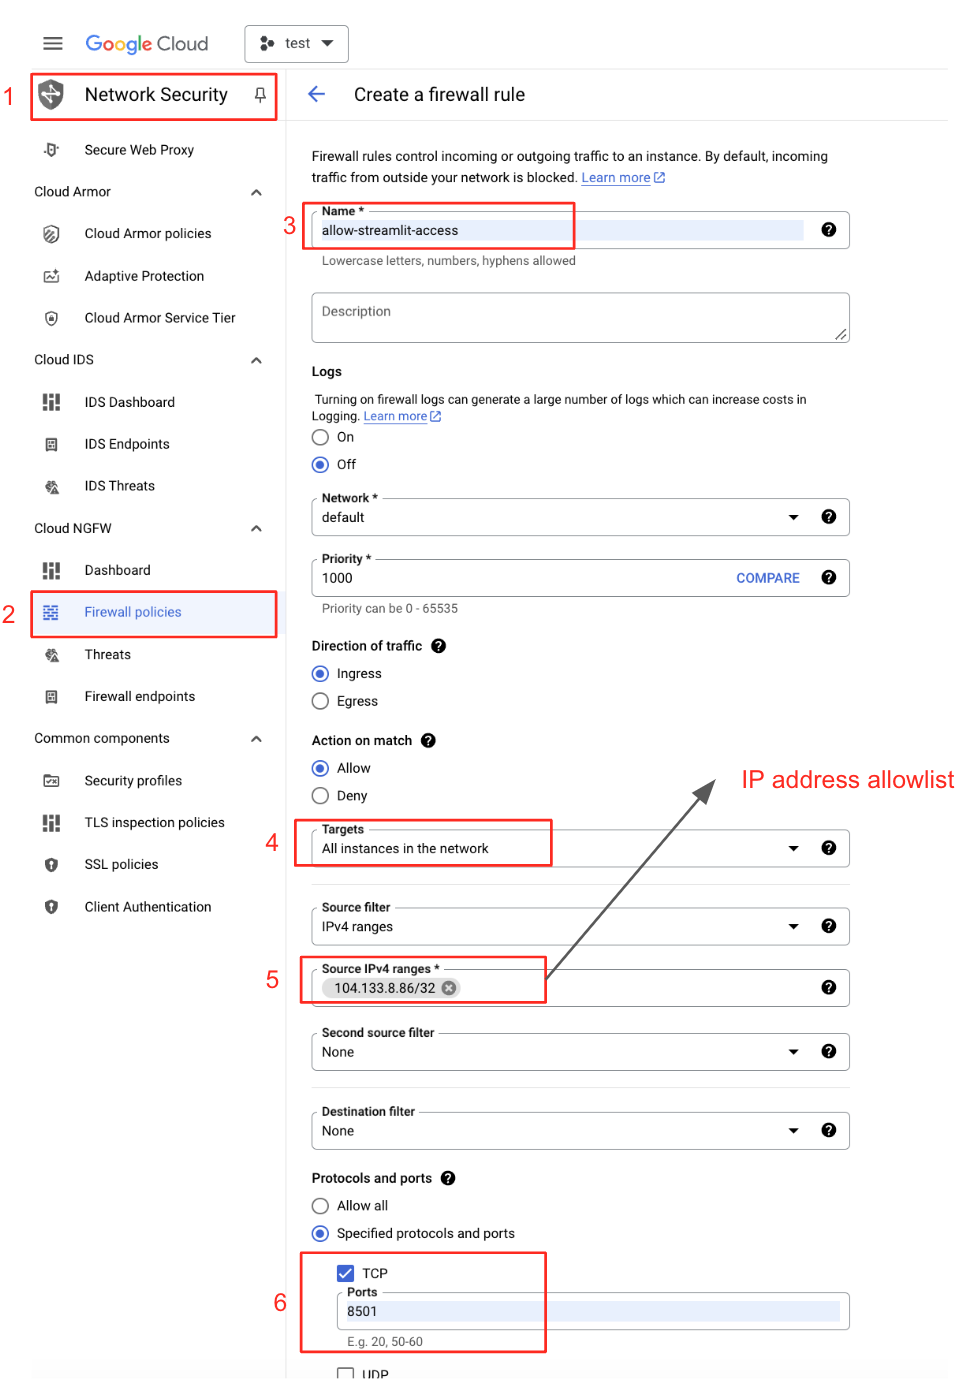 Google Cloud
test
1
Network Security
Create a firewall rule
Secure Web Proxy
Cloud Armor
Cloud Armor policies
Adaptive Protection
Cloud Armor Service Tier
Cloud IDS
IDS Dashboard
IDS Endpoints
IDS Threats
Cloud NGFW
Dashboard
2
Firewall policies
Threats
Firewall endpoints
Common components
Security profiles
TLS inspection policies
SSL policies
Client Authentication
Firewall rules control incoming or outgoing traffic to an instance. By default, incoming
traffic from outside your network is blocked. Learn more
3
Name *
allow-streamlit-access
Lowercase letters, numbers, hyphens allowed
Description
Logs
Turning on firewall logs can generate a large number of logs which can increase costs in
Logging. Learn more
On
Off
Network *
default
Priority *
1000
COMPARE
Priority can be 0 - 65535
Direction of traffic
Ingress
Egress
Action on match
Allow
Deny
IP address allowlist
4
Targets
All instances in the network
Source filter
IPv4 ranges
5
Source IPv4 ranges *
104.133.8.86/32
Second source filter
None
Destination filter
None
Protocols and ports
Allow all
Specified protocols and ports
6
TCP
Ports
8501
E.g. 20, 50-60
UDP